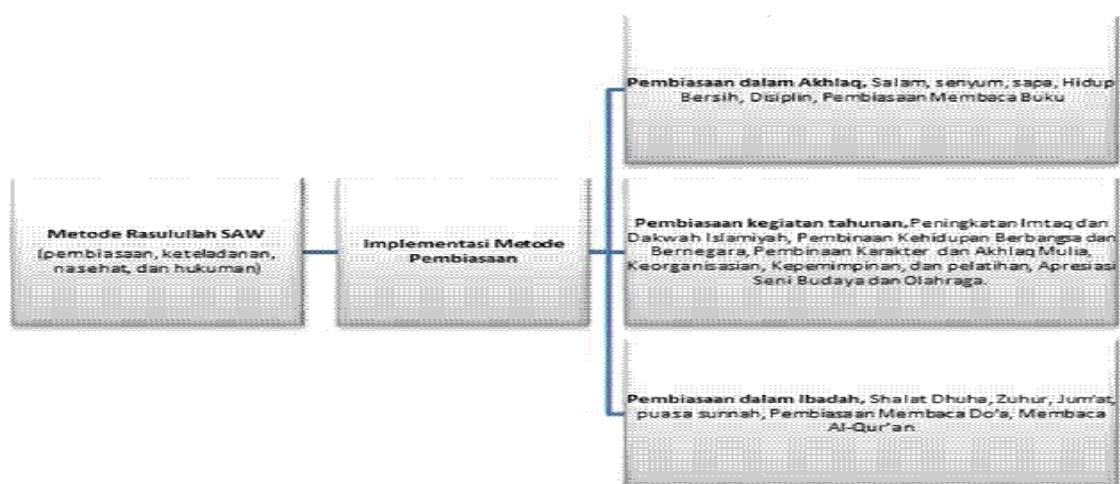 Metode Rasulullah SAW
(pembiasaan, keteladanan,
nasehat, dan hukuman)
Implementasi Metode
Pembiasaan
Pembiasaan dalam Akhlaq, Salam, senyum, sapa, Hidup
Bersih, Disiplin, Pembiasaan Membaca Buku
Pembiasaan kegiatan tahunan,Peningkatan Imtaq dan
Dakwah Islamiyah, Pembinaan Kehidupan Berbangsa dan
Bernegara, Pembinaan Karakter dan Akhlaq Mulia,
Keorganisasian, Kepemimpinan, dan pelatihan, Apresiasi
Seni Budaya dan Olahraga.
Pembiasaan dalam Ibadah, Shalat Dhuha, Zuhur, Jum'at,
puasa sunnah, Pembiasaan Membaca Do'a, Membaca
Al-Qur'an